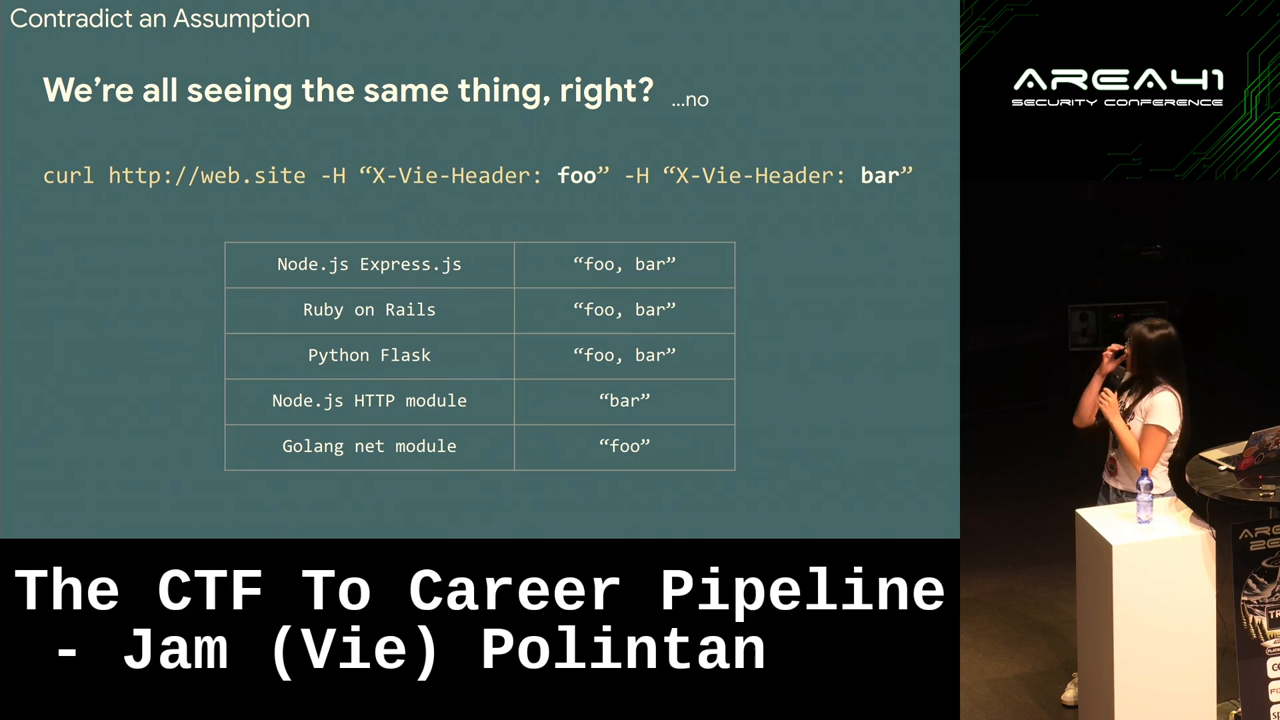 Contradict an Assumption
We’re all seeing the same thing, right? ...no
curl http://web.site -H “X-Vie-Header: foo” -H “X-Vie-Header: bar”
Node.js Express.js “foo, bar”
Ruby on Rails “foo, bar”
Python Flask “foo, bar”
Node.js HTTP module “bar”
Golang net module “foo”
The CTF To Career Pipeline
- Jam (Vie) Polintan
AREA41
SECURITY CONFERENCE